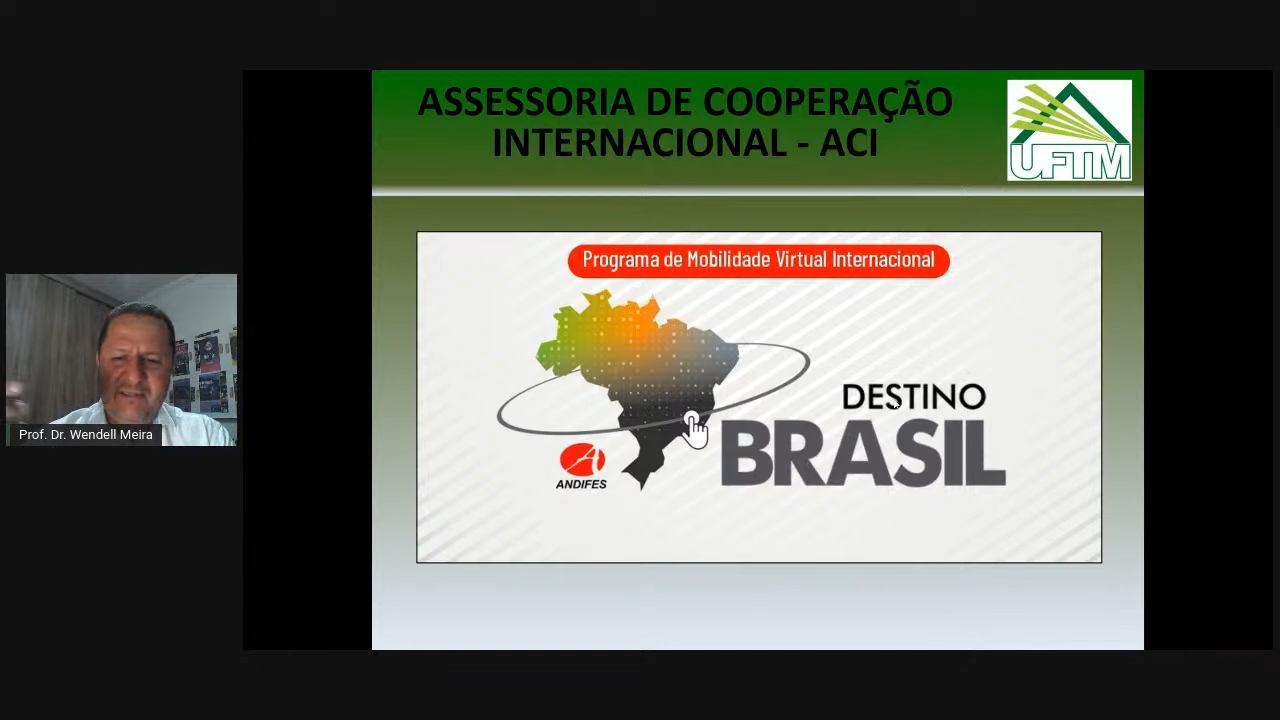 ASSESSORIA DE COOPERAÇÃO
INTERNACIONAL - ACI
UFTM
Programa de Mobilidade Virtual Internacional
DESTINO
BRASIL
ANDIFES
Prof. Dr. Wendell Meira